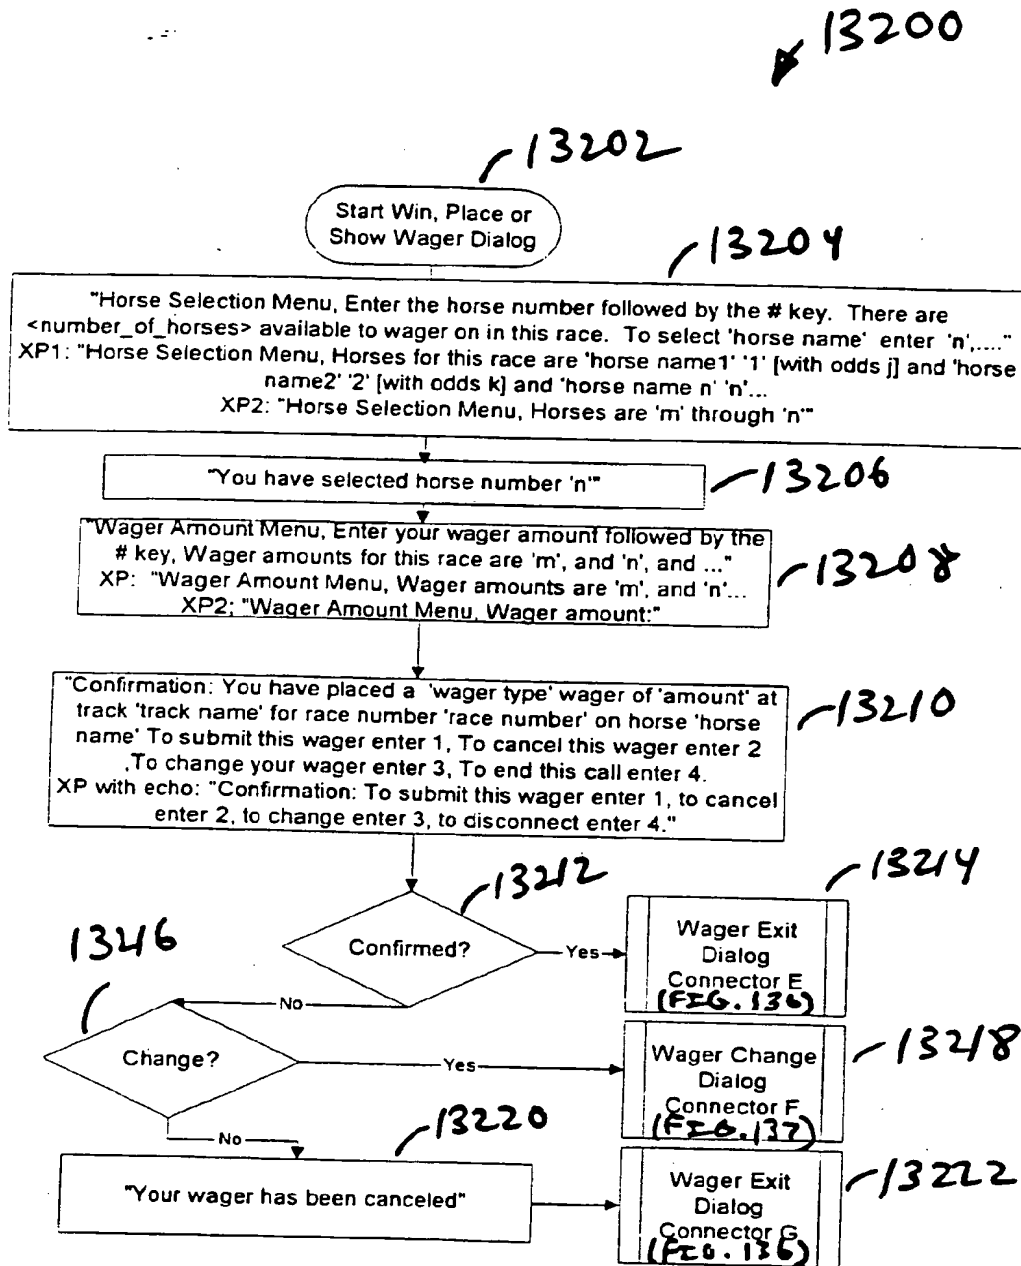 13200
13202
Start Win, Place or
Show Wager Dialog
13204
"Horse Selection Menu, Enter the horse number followed by the # key. There are
<number_of_horses> available to wager on in this race. To select 'horse name' enter 'n',...."
XP1: "Horse Selection Menu, Horses for this race are 'horse name1' '1' [with odds j] and 'horse
name2' '2' [with odds k] and 'horse name n' 'n'...
XP2: "Horse Selection Menu, Horses are 'm' through 'n'"
13206
"You have selected horse number 'n'"
"Wager Amount Menu, Enter your wager amount followed by the
# key, Wager amounts for this race are 'm', and 'n', and ..."
XP: "Wager Amount Menu, Wager amounts are 'm', and 'n'...
XP2; "Wager Amount Menu, Wager amount:"
13208
"Confirmation: You have placed a 'wager type' wager of 'amount' at
track 'track name' for race number 'race number' on horse 'horse
name' To submit this wager enter 1, To cancel this wager enter 2
,To change your wager enter 3, To end this call enter 4.
XP with echo: "Confirmation: To submit this wager enter 1, to cancel
enter 2, to change enter 3, to disconnect enter 4."
13210
13212
Confirmed?
Yes
13214
Wager Exit
Dialog
Connector E
(FIG. 136)
No
13216
Change?
Yes
Wager Change
Dialog
Connector F
(FIG. 137)
13218
No
13220
"Your wager has been canceled"
Wager Exit
Dialog
Connector G
(FIG. 136)
13222